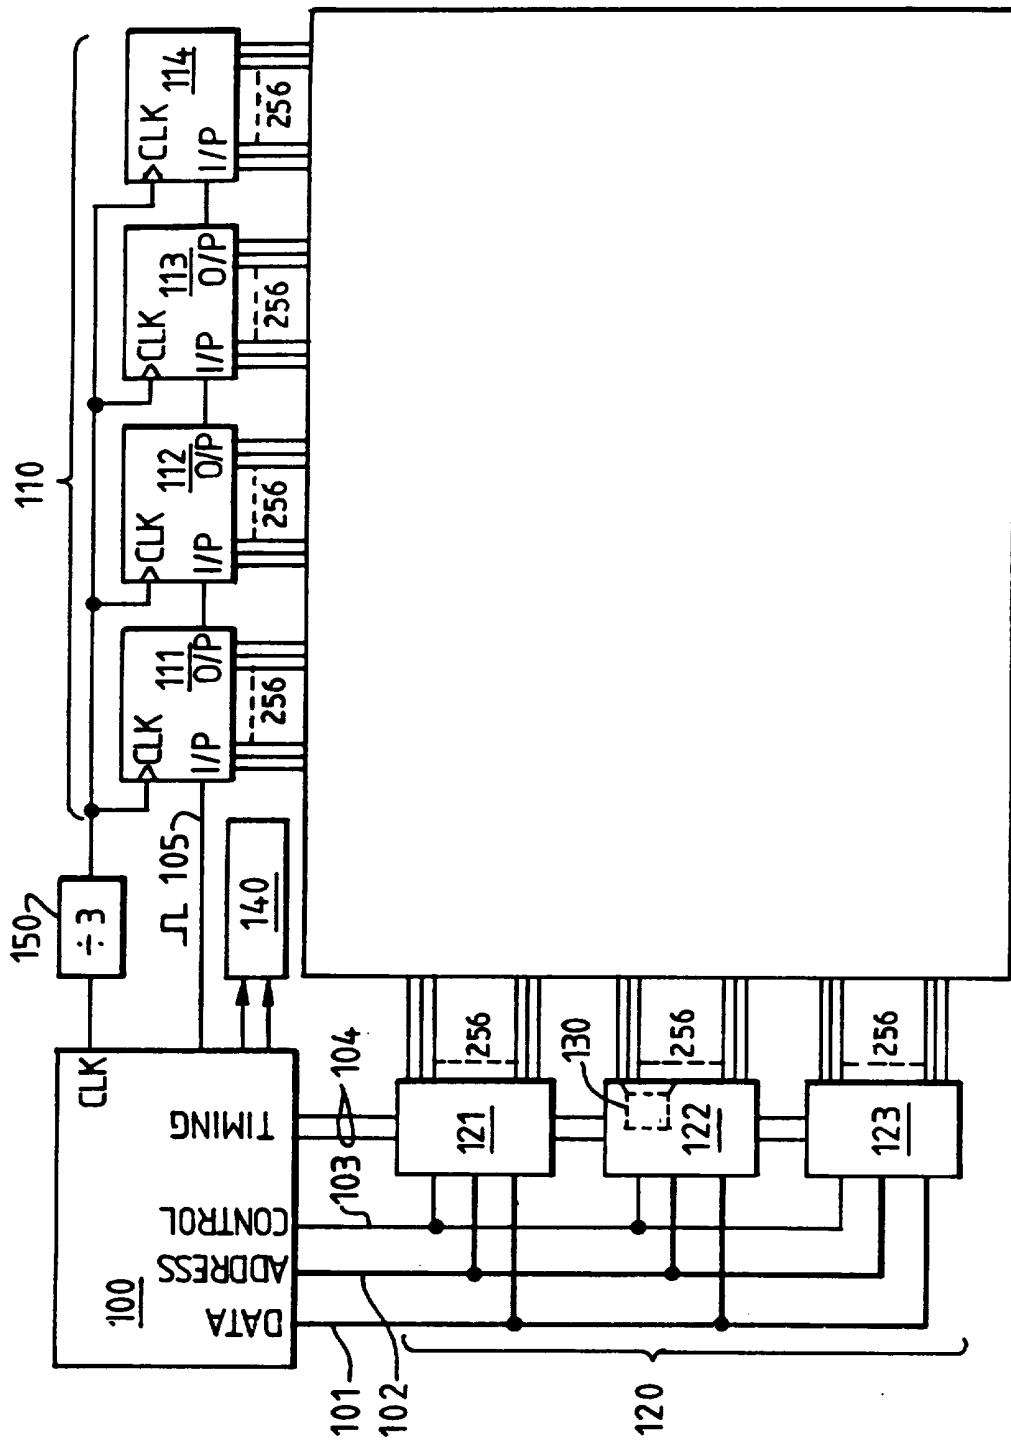 110
CLK
114
I/P
CLK
113
I/P
O/P
CLK
112
I/P
O/P
CLK
111
I/P
O/P
256
256
256
256
150
÷3
105
140
CLK
TIMING
CONTROL
ADDRESS
DATA
100
104
103
102
101
121
122
123
130
256
256
256
120